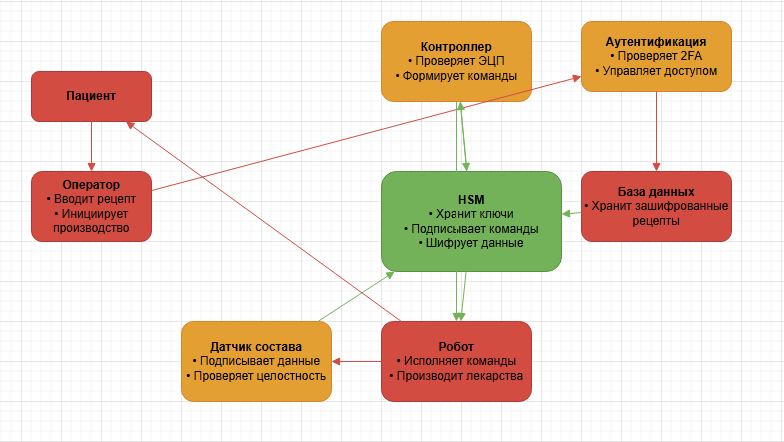 Контроллер
• Проверяет ЭЦП
• Формирует команды
Аутентификация
• Проверяет 2FA
• Управляет доступом
Пациент
Оператор
• Вводит рецепт
• Инициирует
производство
HSM
• Хранит ключи
• Подписывает команды
• Шифрует данные
База данных
• Хранит зашифрованные
рецепты
Датчик состава
• Подписывает данные
• Проверяет целостность
Робот
• Исполняет команды
• Производит лекарства